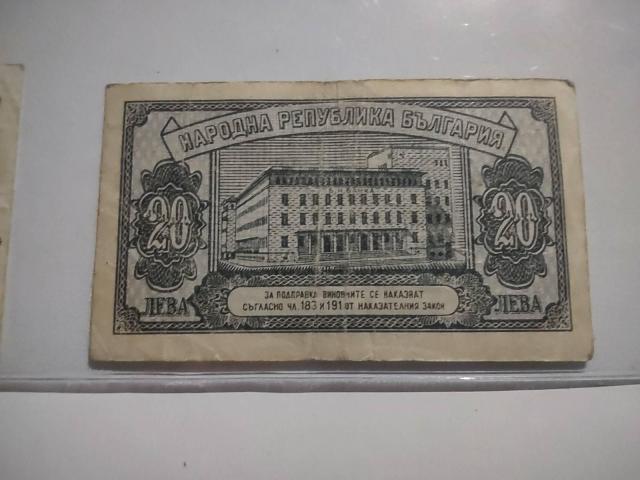 НАРОДНА РЕПУБЛИКА БЪЛГАРИЯ
20 20
ЛЕВА ЛЕВА
ЗА ПОДПРАВКА ВИНОВНИТЕ СЕ НАКАЗВАТ
СЪГЛАСНО ЧЛ. 183 И 191 ОТ НАКАЗАТЕЛНИЯ ЗАКОН